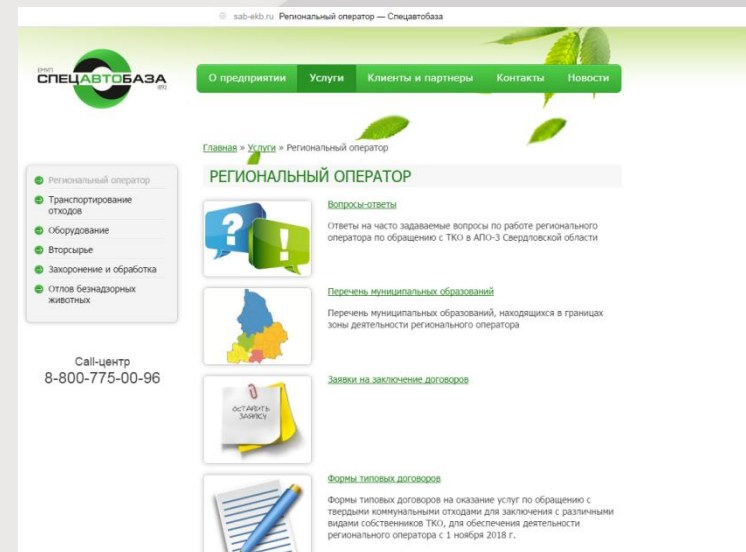 sab-ekb.ru Региональный оператор — Спецавтобаза
ЕМУП
СПЕЦАВТОБАЗА
О предприятии Услуги Клиенты и партнеры Контакты Новости
Главная » Услуги » Региональный оператор
РЕГИОНАЛЬНЫЙ ОПЕРАТОР
Региональный оператор
Транспортирование
отходов
Оборудование
Вторсырье
Захоронение и обработка
Отлов безнадзорных
животных
Call-центр
8-800-775-00-96
Вопросы-ответы
Ответы на часто задаваемые вопросы по работе регионального
оператора по обращению с ТКО в АПО-3 Свердловской области
Перечень муниципальных образований
Перечень муниципальных образований, находящихся в границах
зоны деятельности регионального оператора
ОСТАВИТЬ
ЗАЯВКУ
Заявки на заключение договоров
Формы типовых договоров
Формы типовых договоров на оказание услуг по обращению с
твердыми коммунальными отходами для заключения с различными
видами собственников ТКО, для обеспечения деятельности
регионального оператора с 1 ноября 2018 г.